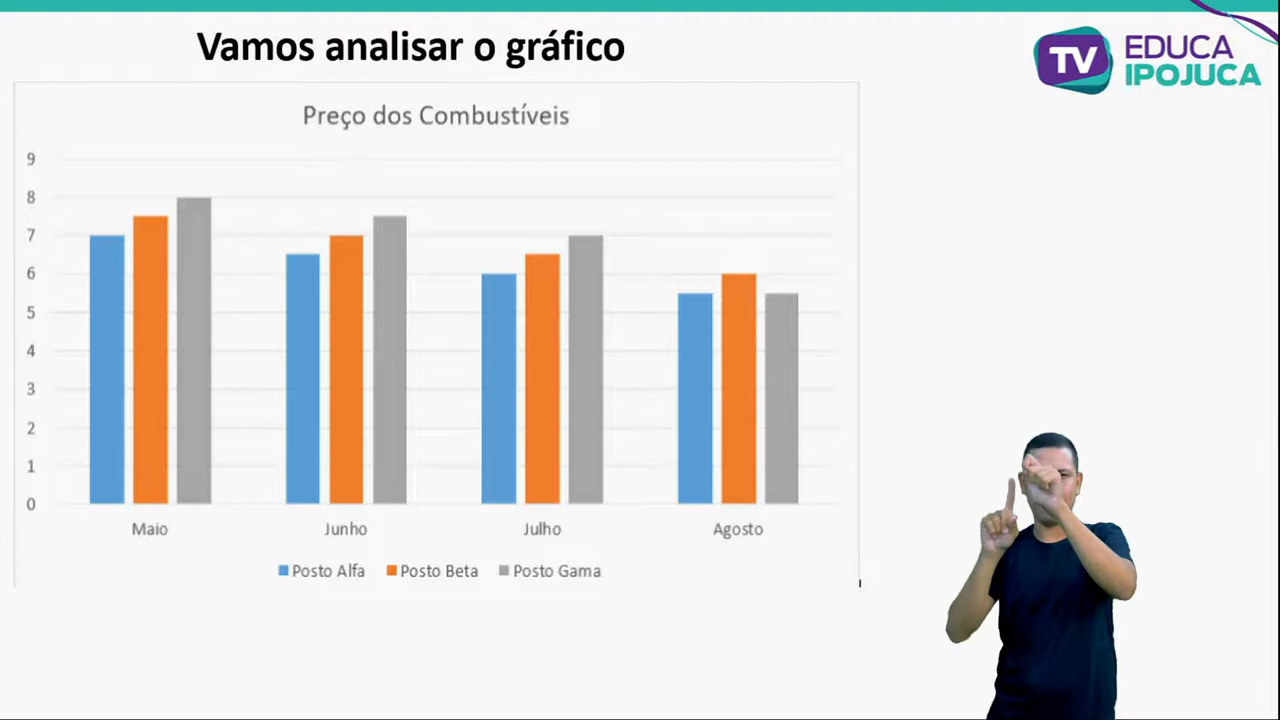 Vamos analisar o gráfico
TV EDUCA
IPOJUCA
Preço dos Combustíveis
9
8
7
6
5
4
3
2
1
0
Maio Junho Julho Agosto
Posto Alfa Posto Beta Posto Gama